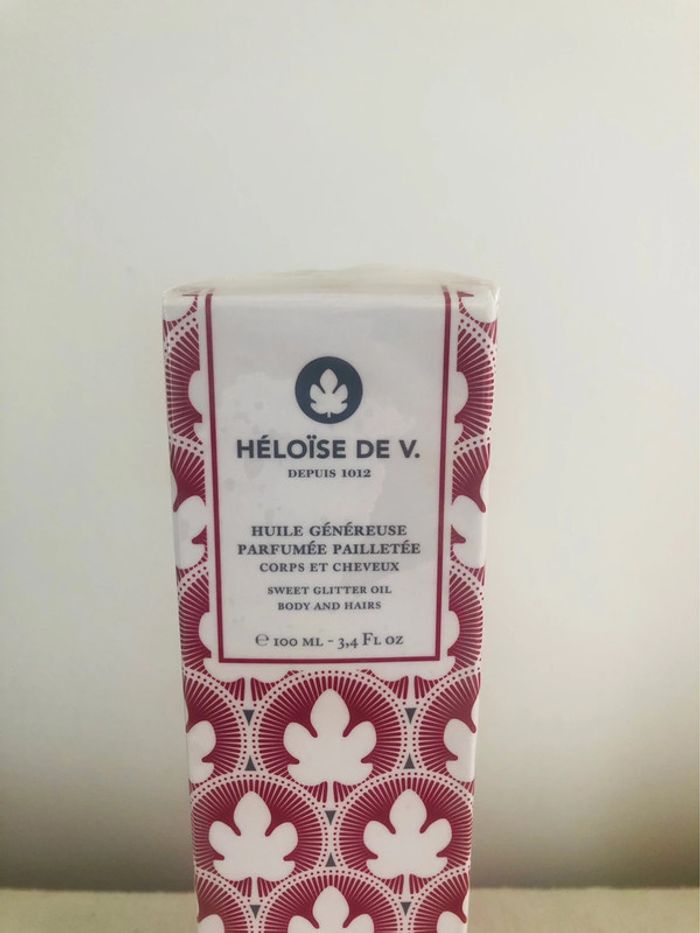 HÉLOÏSE DE V.
DEPUIS 1012
HUILE GÉNÉREUSE
PARFUMÉE PAILLETÉE
CORPS ET CHEVEUX
SWEET GLITTER OIL
BODY AND HAIRS
℮ 100 ML - 3,4 FL OZ